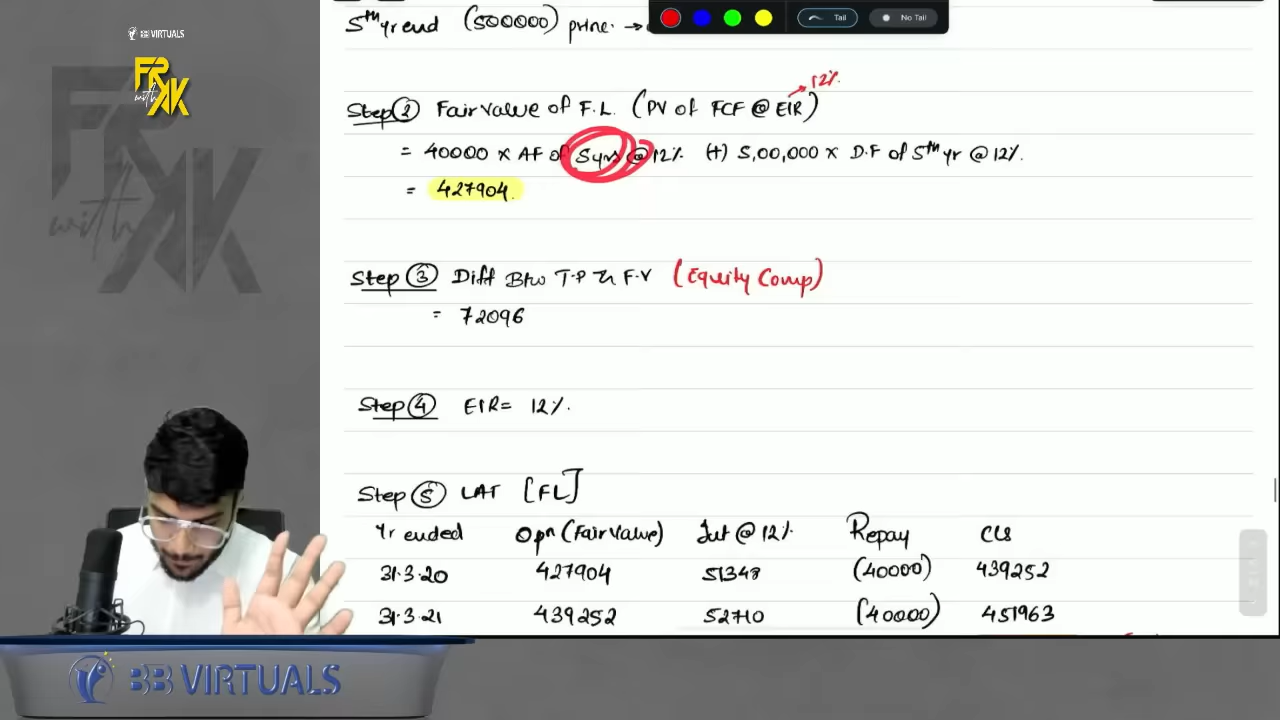 5th yr end (500000) prine. →
Tail
No Tail
BB VIRTUALS
FR
with
AK
12%
Step ② Fair value of F.L. (PV of FCF @ EIR)
= 40000 x AF of 5yrs @ 12% (+) 5,00,000 x D.F of 5th yr @ 12%.
= 427904.
Step ③ Diff Btw T.P & F.V (Equity Comp)
= 72096
Step ④ EIR = 12%.
Step ⑤ LAT [FL]
Yr ended Opn (Fair Value) Int @ 12% Repay Cls
31.3.20 427904 51348 (40000) 439252
31.3.21 439252 52710 (40000) 451963
BB VIRTUALS